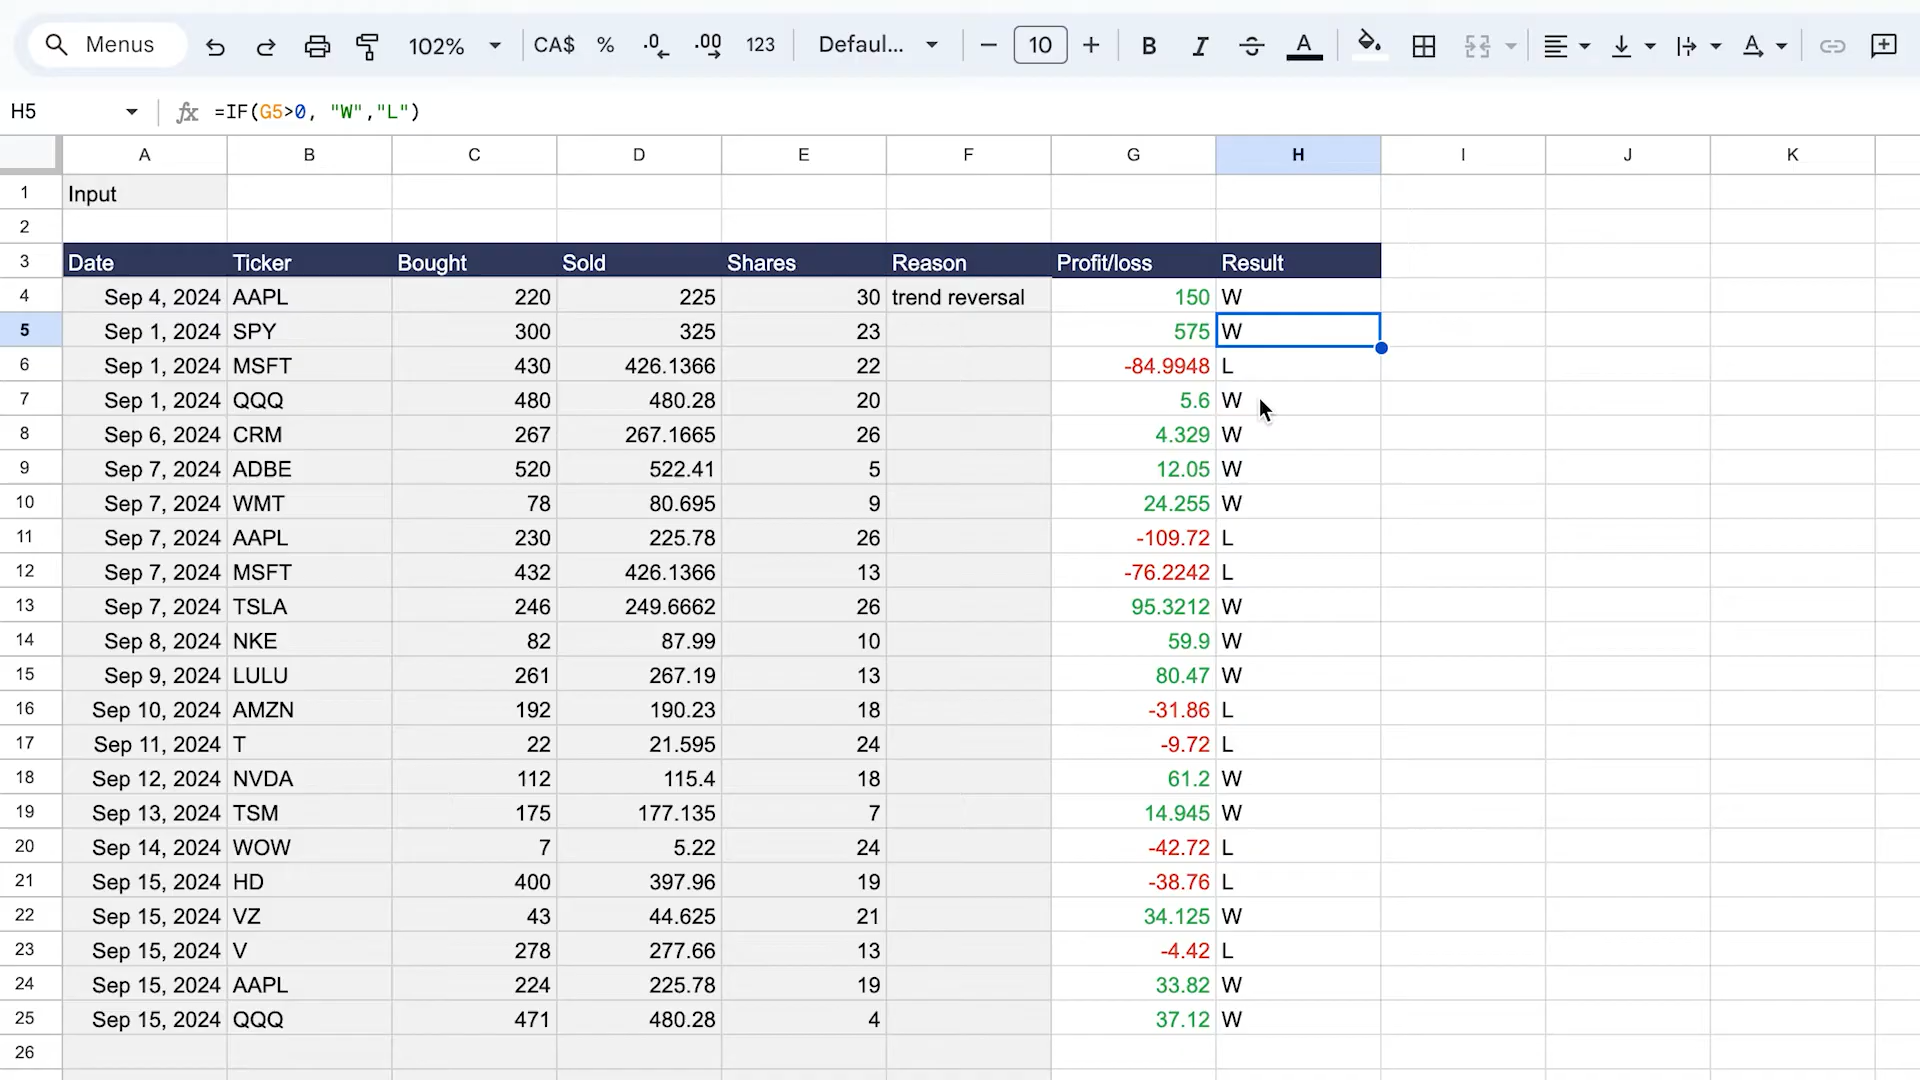 Menus 102% CA$ % .0 .00 123 Defaul... 10 B I A A
H5 fx =IF(G5>0, "W","L")
A B C D E F G H I J K
1 Input
2
3 Date Ticker Bought Sold Shares Reason Profit/loss Result
4 Sep 4, 2024 AAPL 220 225 30 trend reversal 150 W
5 Sep 1, 2024 SPY 300 325 23 575 W
6 Sep 1, 2024 MSFT 430 426.1366 22 -84.9948 L
7 Sep 1, 2024 QQQ 480 480.28 20 5.6 W
8 Sep 6, 2024 CRM 267 267.1665 26 4.329 W
9 Sep 7, 2024 ADBE 520 522.41 5 12.05 W
10 Sep 7, 2024 WMT 78 80.695 9 24.255 W
11 Sep 7, 2024 AAPL 230 225.78 26 -109.72 L
12 Sep 7, 2024 MSFT 432 426.1366 13 -76.2242 L
13 Sep 7, 2024 TSLA 246 249.6662 26 95.3212 W
14 Sep 8, 2024 NKE 82 87.99 10 59.9 W
15 Sep 9, 2024 LULU 261 267.19 13 80.47 W
16 Sep 10, 2024 AMZN 192 190.23 18 -31.86 L
17 Sep 11, 2024 T 22 21.595 24 -9.72 L
18 Sep 12, 2024 NVDA 112 115.4 18 61.2 W
19 Sep 13, 2024 TSM 175 177.135 7 14.945 W
20 Sep 14, 2024 WOW 7 5.22 24 -42.72 L
21 Sep 15, 2024 HD 400 397.96 19 -38.76 L
22 Sep 15, 2024 VZ 43 44.625 21 34.125 W
23 Sep 15, 2024 V 278 277.66 13 -4.42 L
24 Sep 15, 2024 AAPL 224 225.78 19 33.82 W
25 Sep 15, 2024 QQQ 471 480.28 4 37.12 W
26